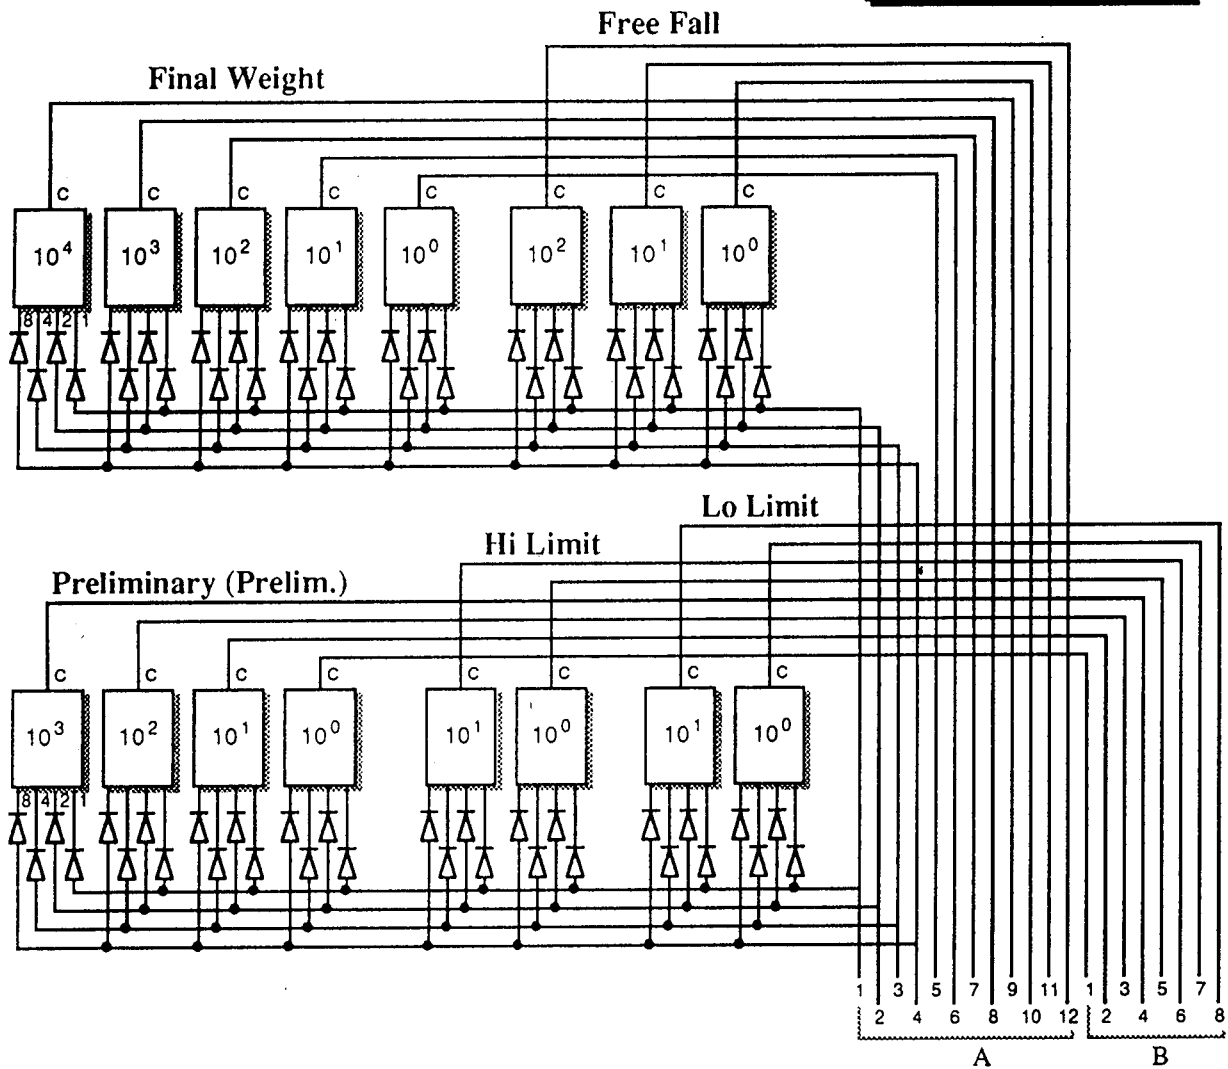 Free Fall
Final Weight
C C C C C C C C
10⁴ 10³ 10² 10¹ 10⁰ 10² 10¹ 10⁰
8 4 2 1
Lo Limit
Hi Limit
Preliminary (Prelim.)
C C C C C C C C
10³ 10² 10¹ 10⁰ 10¹ 10⁰ 10¹ 10⁰
8 4 2 1
1 3 5 7 9 11 1 3 5 7
2 4 6 8 10 12 2 4 6 8
A B